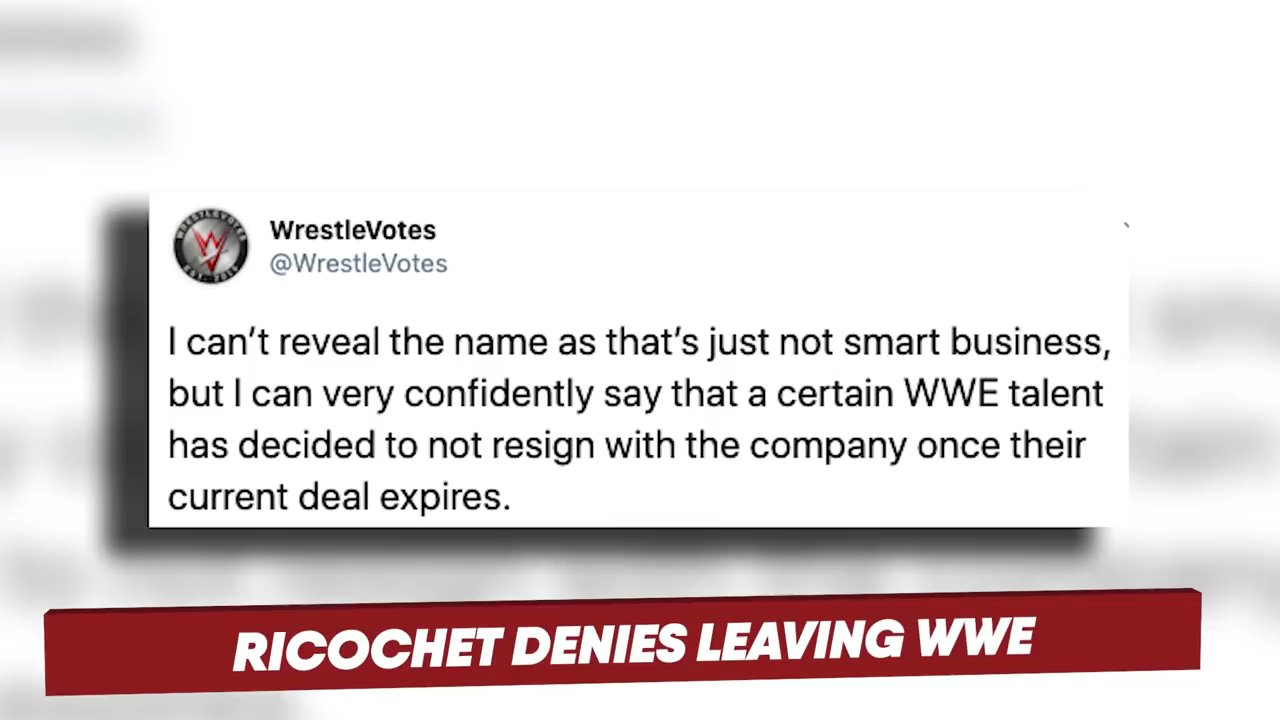 WrestleVotes
@WrestleVotes
I can’t reveal the name as that’s just not smart business,
but I can very confidently say that a certain WWE talent
has decided to not resign with the company once their
current deal expires.
RICOCHET DENIES LEAVING WWE